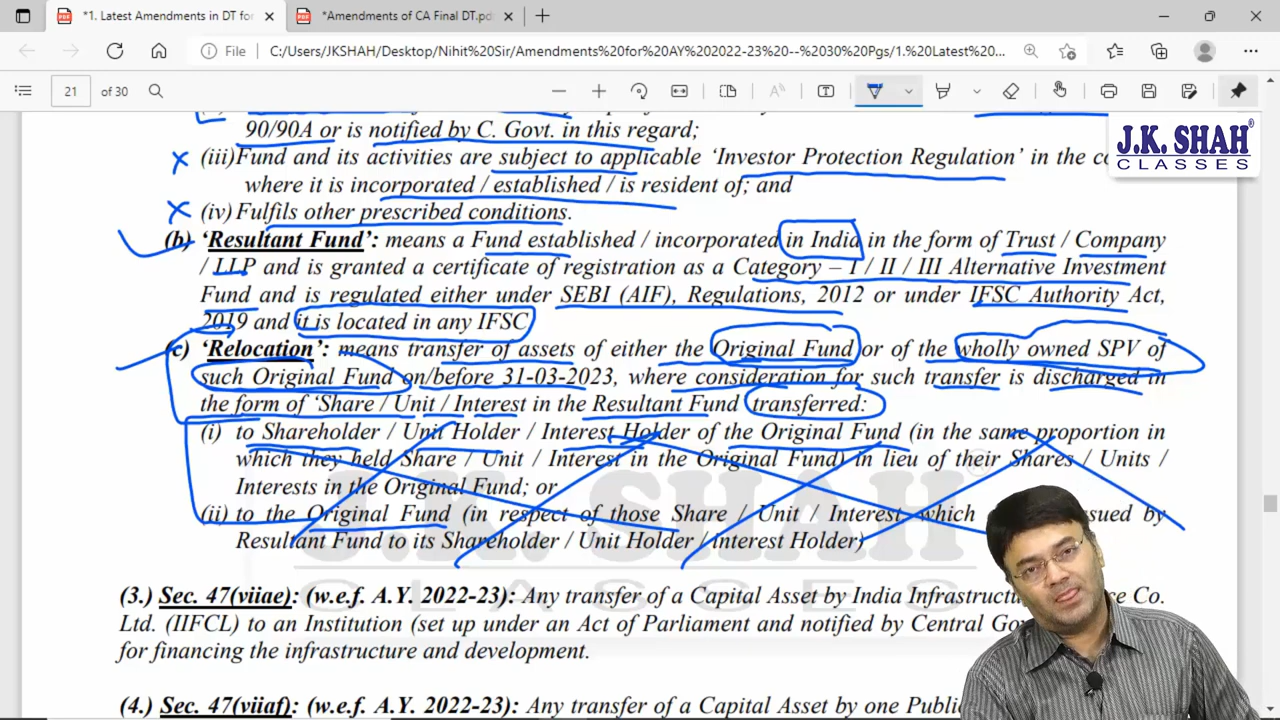 *1. Latest Amendments in DT for
*Amendments of CA Final DT.pdf
File C:/Users/JKSHAH/Desktop/Nihit%20Sir/Amendments%20for%20AY%202022-23%20--%2030%20Pgs/1.%20Latest%20...
21 of 30
J.K. SHAH®
CLASSES
90/90A or is notified by C. Govt. in this regard;
(iii)Fund and its activities are subject to applicable ‘Investor Protection Regulation’ in the
where it is incorporated / established / is resident of; and
(iv) Fulfils other prescribed conditions.
(b) ‘Resultant Fund’: means a Fund established / incorporated in India in the form of Trust / Company
/ LLP and is granted a certificate of registration as a Category – I / II / III Alternative Investment
Fund and is regulated either under SEBI (AIF), Regulations, 2012 or under IFSC Authority Act,
2019 and it is located in any IFSC
(c) ‘Relocation’: means transfer of assets of either the Original Fund or of the wholly owned SPV of
such Original Fund on/before 31-03-2023, where consideration for such transfer is discharged in
the form of ‘Share / Unit / Interest in the Resultant Fund transferred:
(i) to Shareholder / Unit Holder / Interest Holder of the Original Fund (in the same proportion in
which they held Share / Unit / Interest in the Original Fund) in lieu of their Shares / Units /
Interests in the Original Fund; or
(ii) to the Original Fund (in respect of those Share / Unit / Interest which issued by
Resultant Fund to its Shareholder / Unit Holder / Interest Holder)
J.K. SHAH
CLASSES
(3.) Sec. 47(viiae): (w.e.f. A.Y. 2022-23): Any transfer of a Capital Asset by India Infrastructure Co.
Ltd. (IIFCL) to an Institution (set up under an Act of Parliament and notified by Central
for financing the infrastructure and development.
(4.) Sec. 47(viiaf): (w.e.f. A.Y. 2022-23): Any transfer of a Capital Asset by one Public